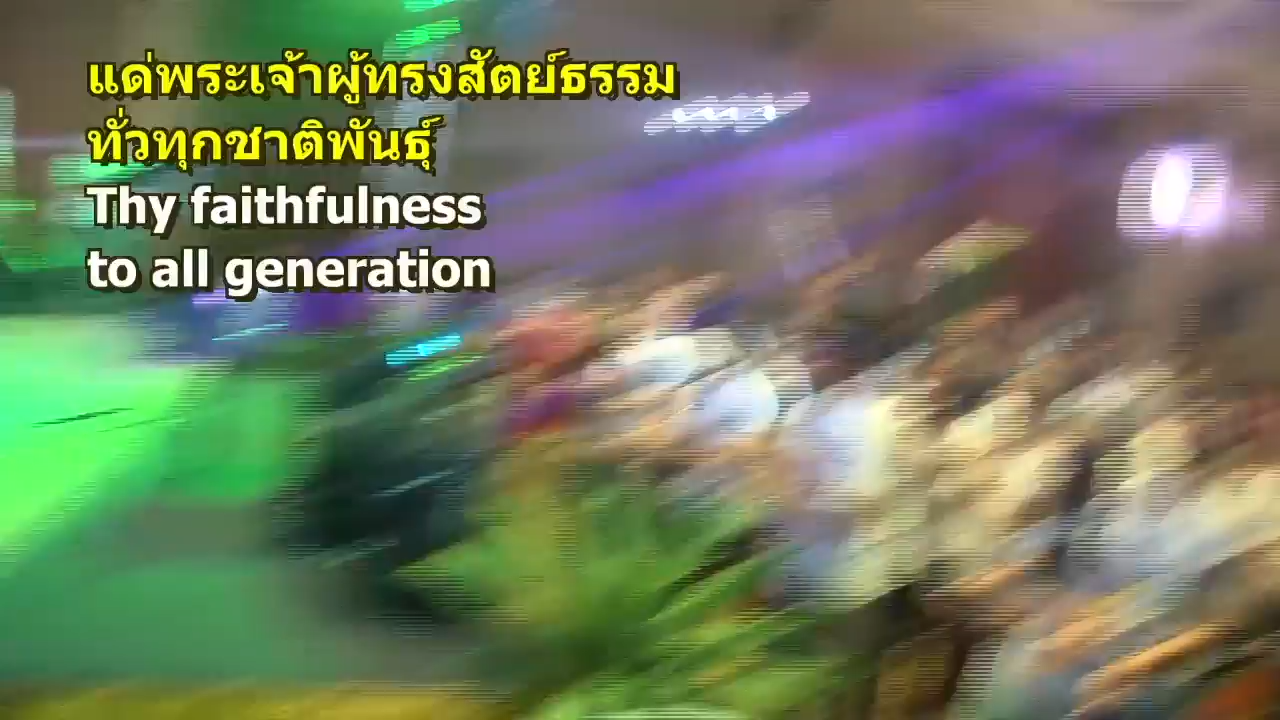 แด่พระเจ้าผู้ทรงสัตย์ธรรม
ทั่วทุกชาติพันธุ์
Thy faithfulness
to all generation